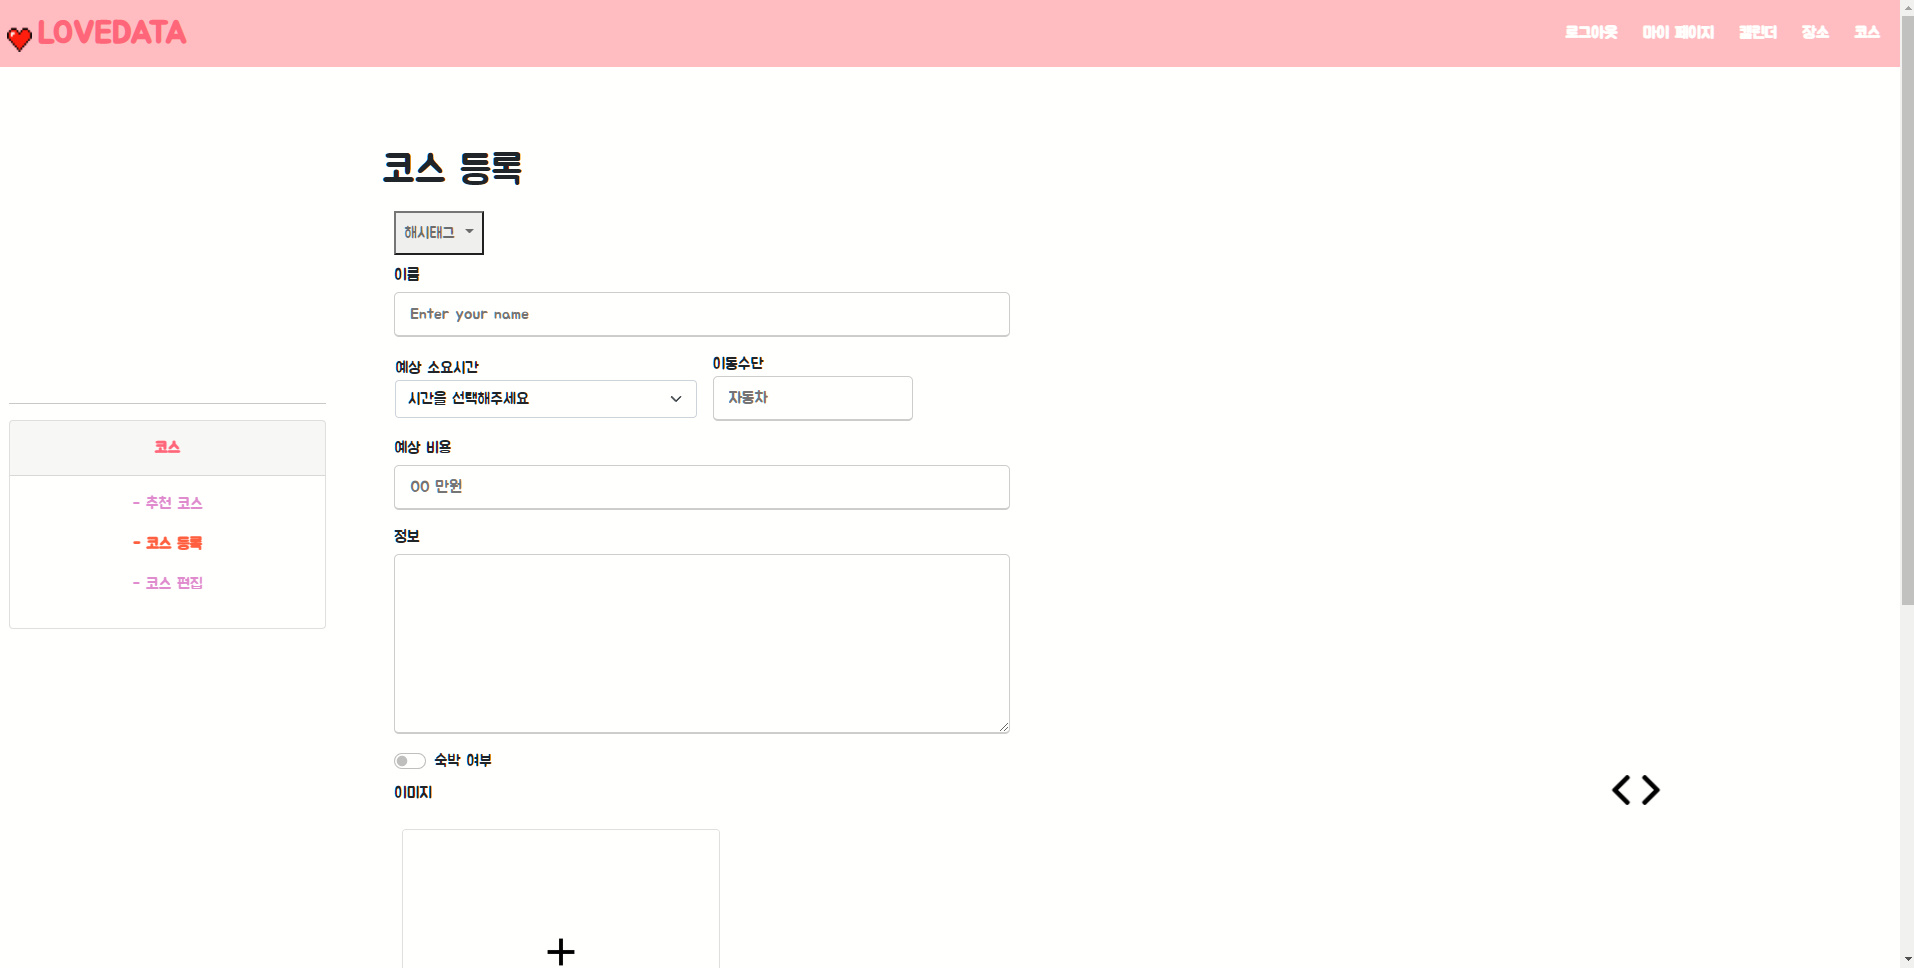 LOVEDATA
로그아웃 마이 페이지 캘린더 장소 코스
코스 등록
해시태그
이름
Enter your name
예상 소요시간 이동수단
시간을 선택해주세요 자동차
예상 비용
00 만원
코스
- 추천 코스
- 코스 등록
- 코스 편집
정보
숙박 여부
이미지